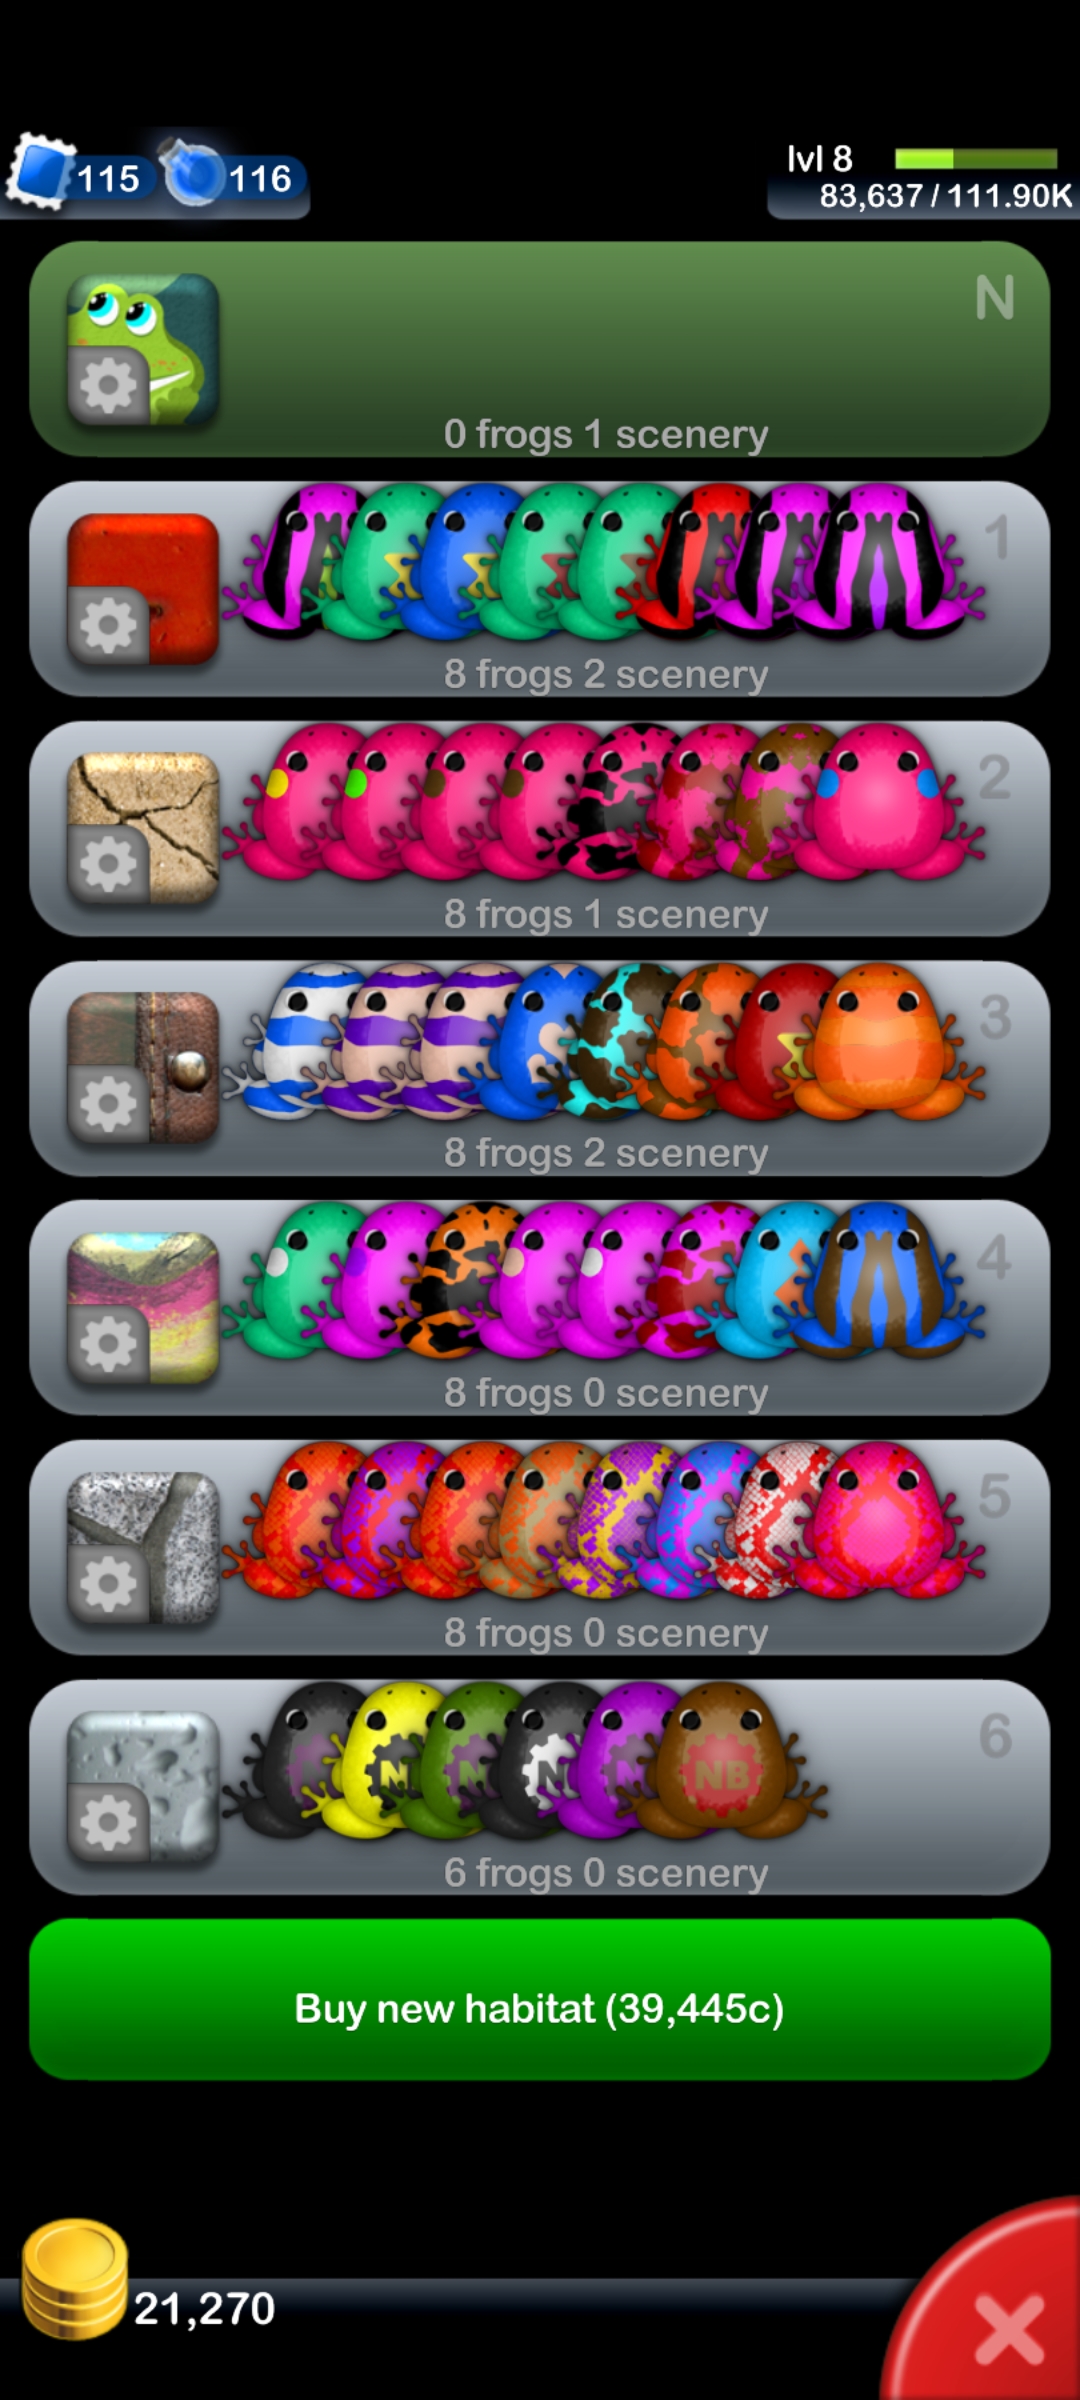 115 116
lvl 8
83,637 / 111.90K
N
0 frogs 1 scenery
1
8 frogs 2 scenery
2
8 frogs 1 scenery
3
8 frogs 2 scenery
4
8 frogs 0 scenery
5
8 frogs 0 scenery
6
N N N N NB
6 frogs 0 scenery
Buy new habitat (39,445c)
21,270